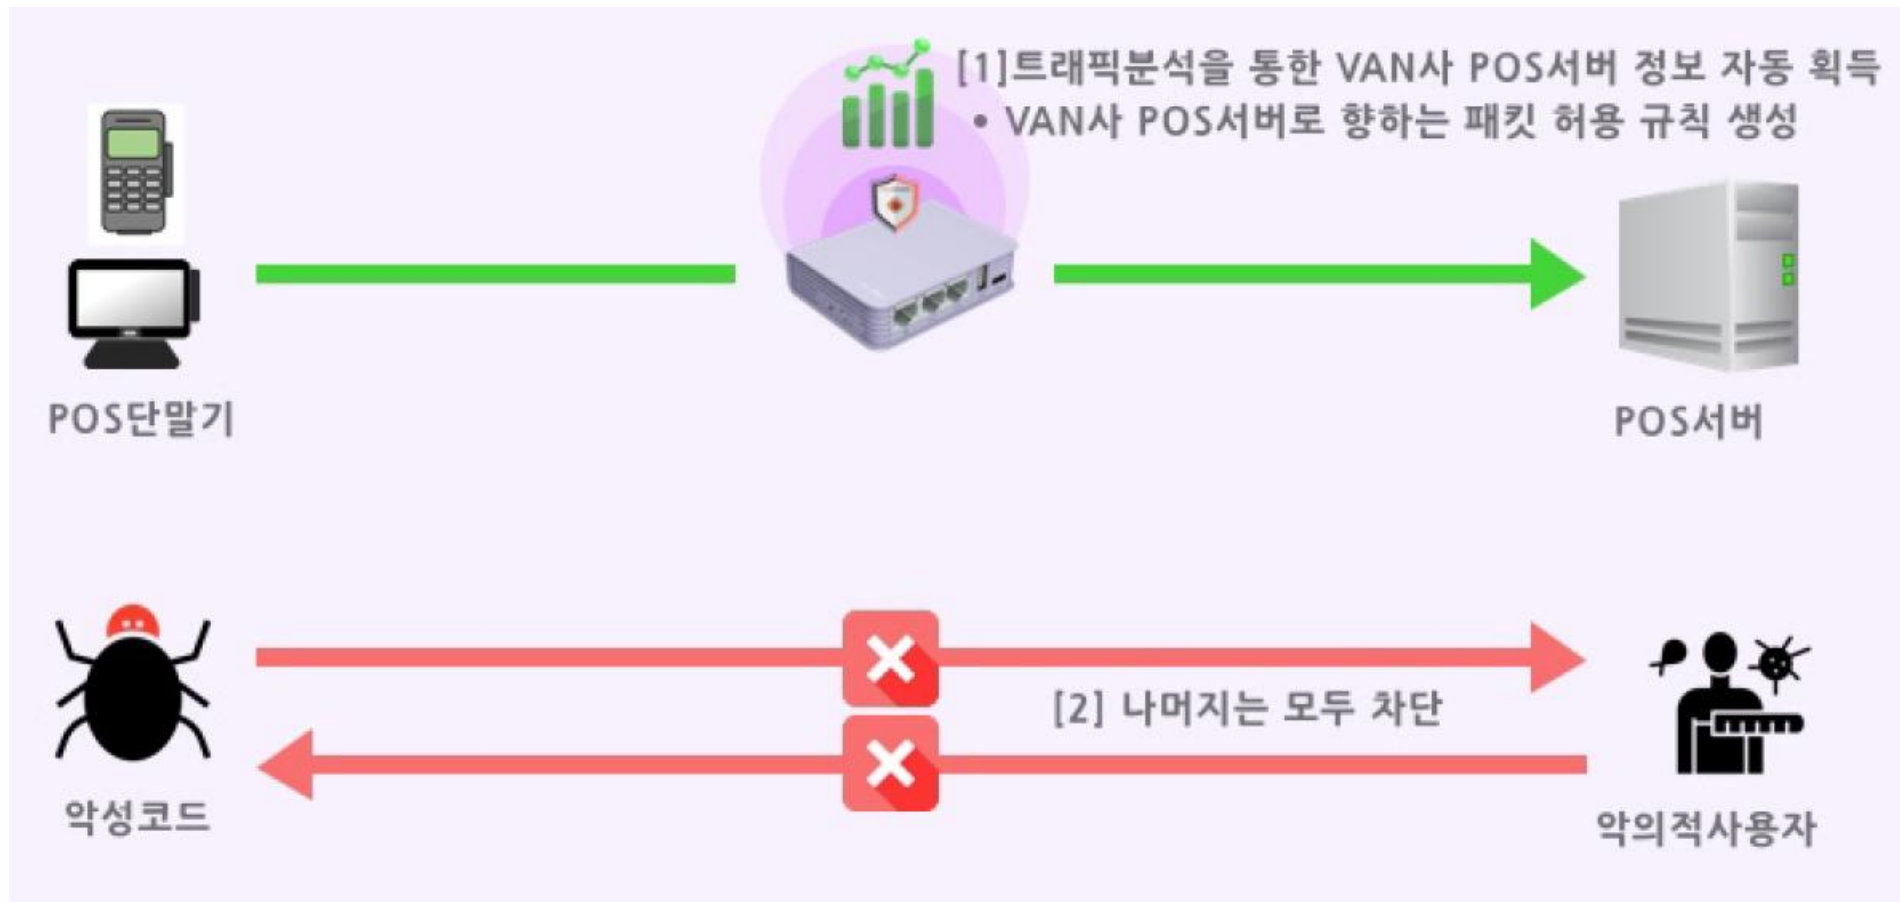 [1]트래픽분석을 통한 VAN사 POS서버 정보 자동 획득
• VAN사 POS서버로 향하는 패킷 허용 규칙 생성
POS단말기
POS서버
[2] 나머지는 모두 차단
악성코드
악의적사용자